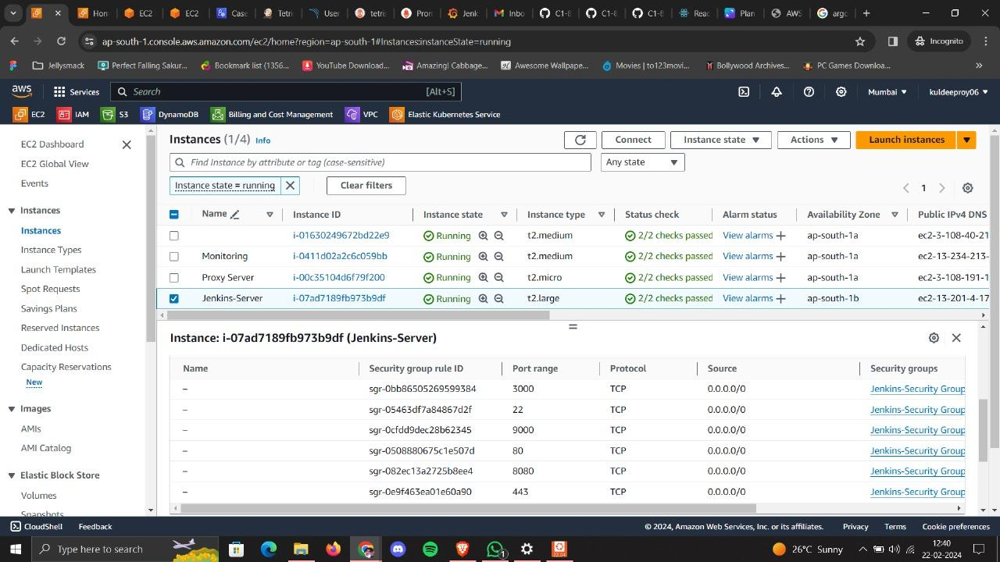 Hom
EC2
EC2
EC2
Case
Tetri
User
tetris
Pron
Jenk
Inbo
C1-8
C1-8
C1-8
Reac
Plan
AWS
argo
ap-south-1.console.aws.amazon.com/ec2/home?region=ap-south-1#Instances:instanceState=running
Incognito
Jellysmack
Perfect Falling Sakur...
Bookmark list (1356...
YouTube Download...
Amazing! Cabbage...
Awesome Wallpaper...
Movies | to123movi...
Bollywood Archives...
PC Games Downloa...
aws
Services
Search
[Alt+S]
Mumbai
kuldeeproy06
EC2
IAM
S3
DynamoDB
Billing and Cost Management
VPC
Elastic Kubernetes Service
EC2 Dashboard
EC2 Global View
Events
Instances
Instances
Instance Types
Launch Templates
Spot Requests
Savings Plans
Reserved Instances
Dedicated Hosts
Capacity Reservations
New
Images
AMIs
AMI Catalog
Elastic Block Store
Volumes
Snapshots
Instances (1/4) Info
Connect
Instance state
Actions
Launch instances
Find Instance by attribute or tag (case-sensitive)
Any state
Instance state = running
Clear filters
1
Name Instance ID Instance state Instance type Status check Alarm status Availability Zone Public IPv4 DNS
i-01630249672bd22e9 Running t2.medium 2/2 checks passed View alarms + ap-south-1a ec2-3-108-40-21
Monitoring i-0411d02a2c6c059bb Running t2.medium 2/2 checks passed View alarms + ap-south-1a ec2-13-234-213-
Proxy Server i-00c35104d6f79f200 Running t2.micro 2/2 checks passed View alarms + ap-south-1a ec2-3-108-191-1
Jenkins-Server i-07ad7189fb973b9df Running t2.large 2/2 checks passed View alarms + ap-south-1b ec2-13-201-4-17
Instance: i-07ad7189fb973b9df (Jenkins-Server)
Name Security group rule ID Port range Protocol Source Security groups
– sgr-0bb86505269599384 3000 TCP 0.0.0.0/0 Jenkins-Security Group
– sgr-05463df7a84867d2f 22 TCP 0.0.0.0/0 Jenkins-Security Group
– sgr-0cfdd9dec28b62345 9000 TCP 0.0.0.0/0 Jenkins-Security Group
– sgr-0508880675c1e507d 80 TCP 0.0.0.0/0 Jenkins-Security Group
– sgr-082ec13a2725b8ee4 8080 TCP 0.0.0.0/0 Jenkins-Security Group
– sgr-0e9f463ea01e60a90 443 TCP 0.0.0.0/0 Jenkins-Security Group
CloudShell
Feedback
© 2024, Amazon Web Services, Inc. or its affiliates.
Privacy
Terms
Cookie preferences
Type here to search
1
26°C Sunny
12:40
22-02-2024